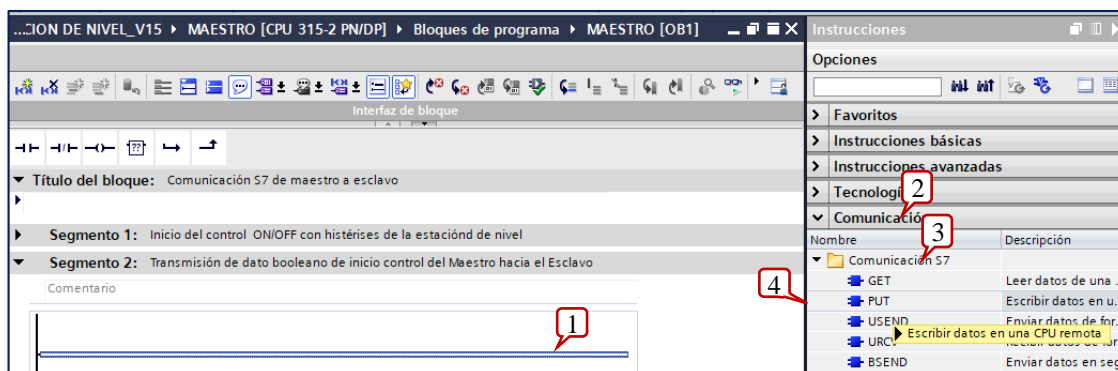 ...CION DE NIVEL_V15 ▸ MAESTRO [CPU 315-2 PN/DP] ▸ Bloques de programa ▸ MAESTRO [OB1]
Instrucciones
Opciones
Interfaz de bloque
Favoritos
Instrucciones básicas
Instrucciones avanzadas
Título del bloque: Comunicación S7 de maestro a esclavo
2
Comunicació
Segmento 1: Inicio del control ON/OFF con histérises de la estaciónd de nivel
3
Nombre Descripción
Segmento 2: Transmisión de dato booleano de inicio control del Maestro hacia el Esclavo
Comunicación S7
Comentario
4
GET Leer datos de una .
PUT Escribir datos en u.
1
USEND Enviar datos de for.
Escribir datos en una CPU remota
BSEND Enviar datos en seg